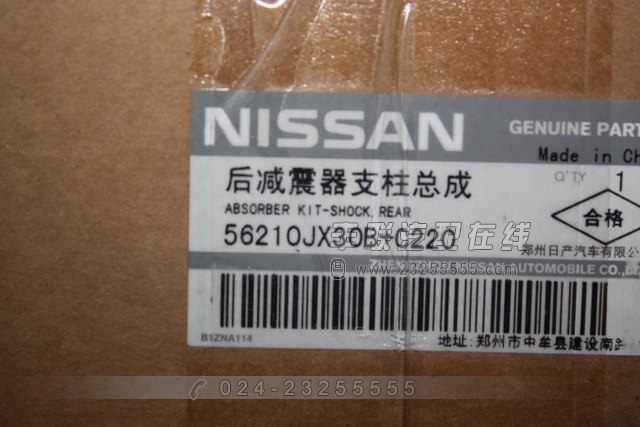 NISSAN
GENUINE PART
Made in Ch
后减震器支柱总成
Q'TY 1
ABSORBER KIT-SHOCK, REAR
合格
56210JX30B-C220
郑州日产汽车有限公
www.23255555.com
NISSAN AUTOMOBILE CO.,
B1ZNA114
地址:郑州市中牟县建设南路
024-23255555